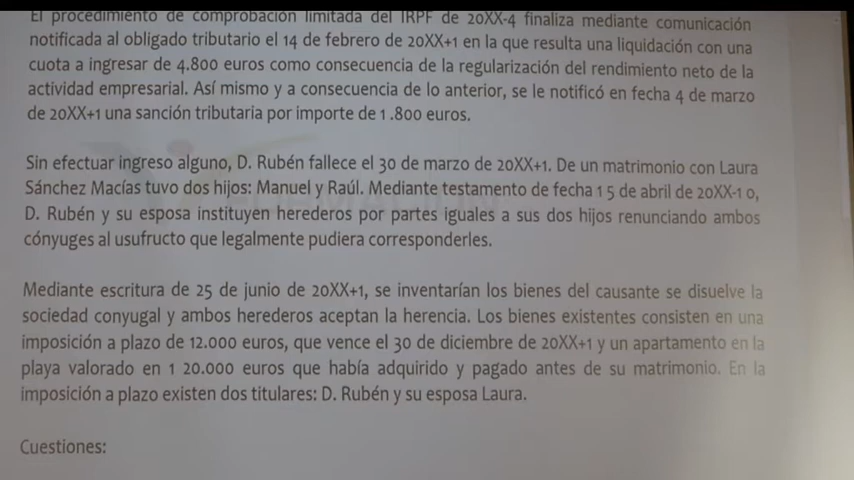 El procedimiento de comprobación limitada del IRPF de 20XX-4 finaliza mediante comunicación
notificada al obligado tributario el 14 de febrero de 20XX+1 en la que resulta una liquidación con una
cuota a ingresar de 4.800 euros como consecuencia de la regularización del rendimiento neto de la
actividad empresarial. Así mismo y a consecuencia de lo anterior, se le notificó en fecha 4 de marzo
de 20XX+1 una sanción tributaria por importe de 1 .800 euros.
Sin efectuar ingreso alguno, D. Rubén fallece el 30 de marzo de 20XX+1. De un matrimonio con Laura
Sánchez Macías tuvo dos hijos: Manuel y Raúl. Mediante testamento de fecha 1 5 de abril de 20XX-1 0,
D. Rubén y su esposa instituyen herederos por partes iguales a sus dos hijos renunciando ambos
cónyuges al usufructo que legalmente pudiera corresponderles.
Mediante escritura de 25 de junio de 20XX+1, se inventarían los bienes del causante se disuelve la
sociedad conyugal y ambos herederos aceptan la herencia. Los bienes existentes consisten en una
imposición a plazo de 12.000 euros, que vence el 30 de diciembre de 20XX+1 y un apartamento en la
playa valorado en 1 20.000 euros que había adquirido y pagado antes de su matrimonio. En la
imposición a plazo existen dos titulares: D. Rubén y su esposa Laura.
Cuestiones: